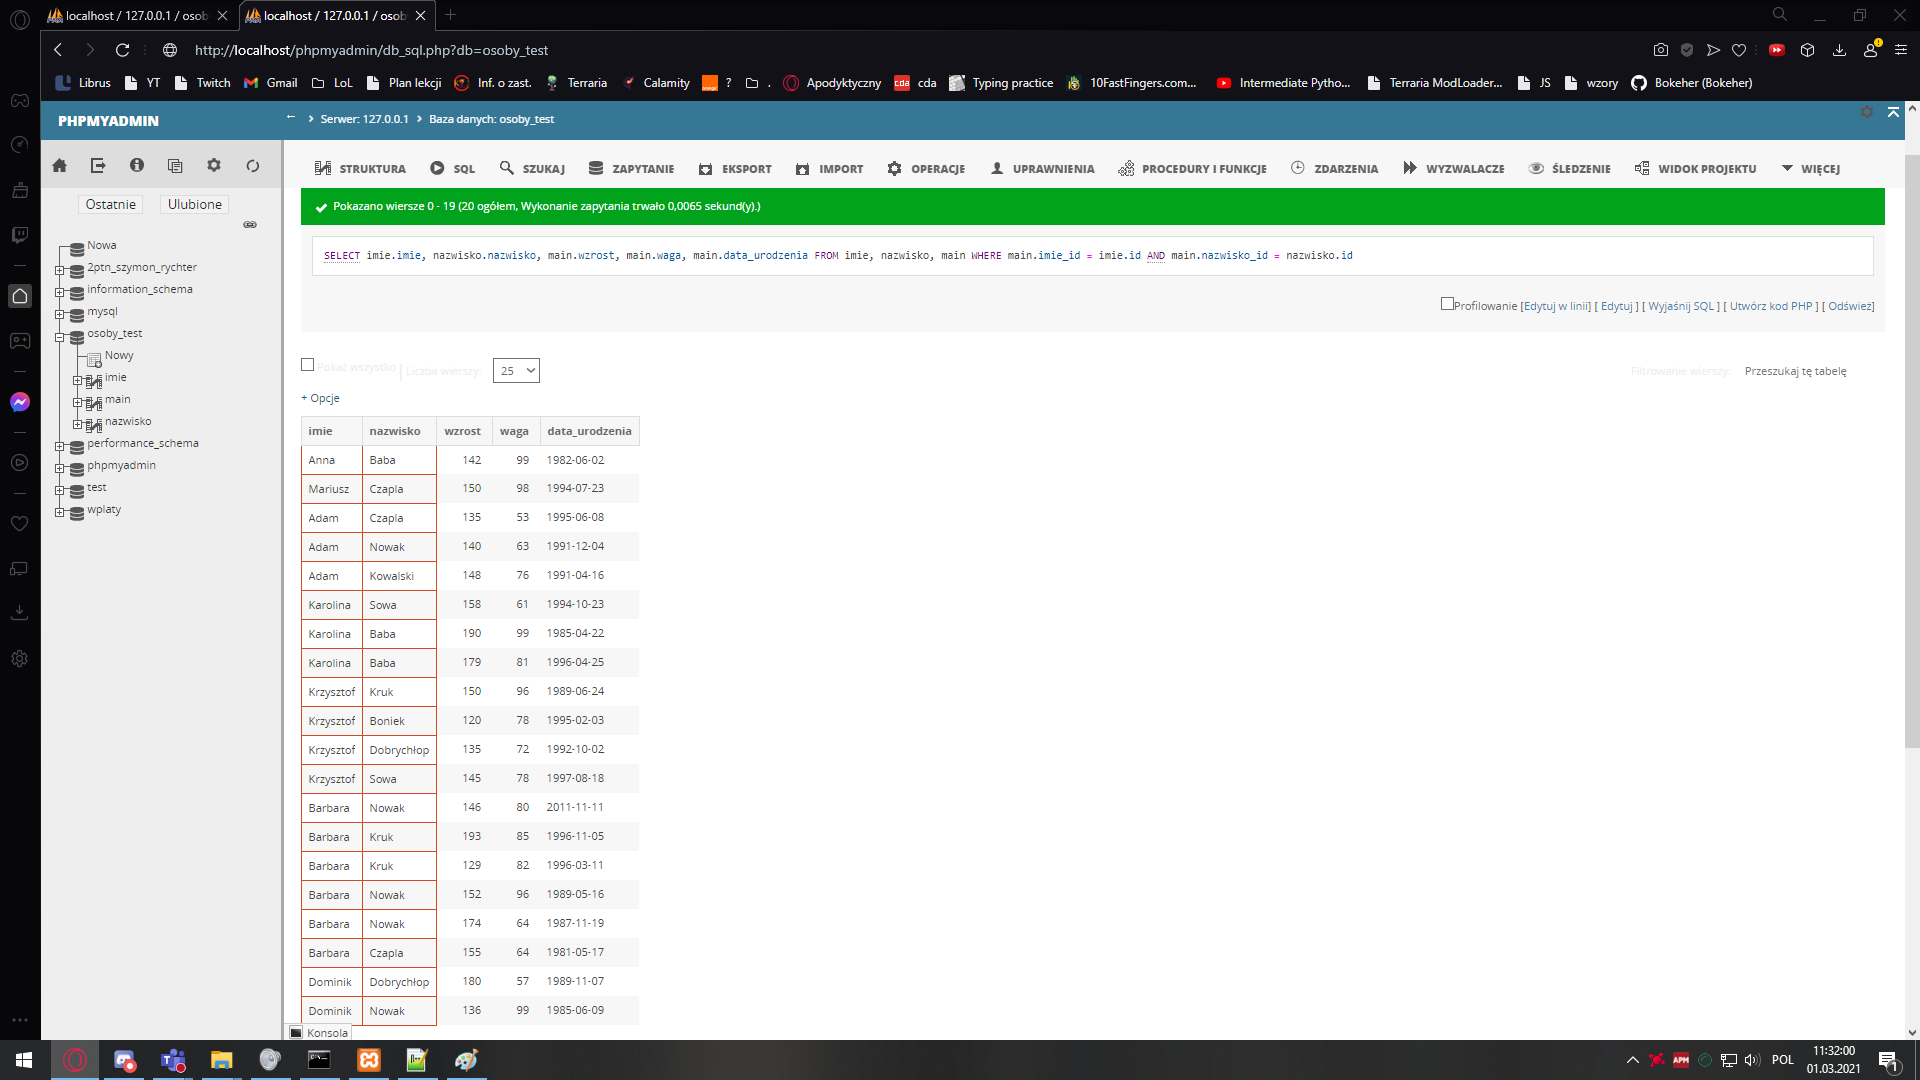 localhost / 127.0.0.1 / osob
localhost / 127.0.0.1 / osob
http://localhost/phpmyadmin/db_sql.php?db=osoby_test
Librus YT Twitch Gmail LoL Plan lekcji Inf. o zast. Terraria Calamity ? . Apodyktyczny cda Typing practice 10FastFingers.com... Intermediate Pytho... Terraria ModLoader... JS wzory Bokeher (Bokeher)
PHPMYADMIN
Serwer: 127.0.0.1 Baza danych: osoby_test
STRUKTURA SQL SZUKAJ ZAPYTANIE EKSPORT IMPORT OPERACJE UPRAWNIENIA PROCEDURY I FUNKCJE ZDARZENIA WYZWALACZE ŚLEDZENIE WIDOK PROJEKTU WIĘCEJ
Ostatnie Ulubione
Nowa
2ptn_szymon_rychter
information_schema
mysql
osoby_test
Nowy
imie
main
nazwisko
performance_schema
phpmyadmin
test
wplaty
Pokazano wiersze 0 - 19 (20 ogółem, Wykonanie zapytania trwało 0,0065 sekund(y).)
SELECT imie.imie, nazwisko.nazwisko, main.wzrost, main.waga, main.data_urodzenia FROM imie, nazwisko, main WHERE main.imie_id = imie.id AND main.nazwisko_id = nazwisko.id
Profilowanie [Edytuj w linii] [ Edytuj ] [ Wyjaśnij SQL ] [ Utwórz kod PHP ] [ Odśwież]
Pokaż wszystko | Liczba wierszy: 25 Filtrowanie wierszy: Przeszukaj tę tabelę
+ Opcje
imie nazwisko wzrost waga data_urodzenia
Anna Baba 142 99 1982-06-02
Mariusz Czapla 150 98 1994-07-23
Adam Czapla 135 53 1995-06-08
Adam Nowak 140 63 1991-12-04
Adam Kowalski 148 76 1991-04-16
Karolina Sowa 158 61 1994-10-23
Karolina Baba 190 99 1985-04-22
Karolina Baba 179 81 1996-04-25
Krzysztof Kruk 150 96 1989-06-24
Krzysztof Boniek 120 78 1995-02-03
Krzysztof Dobrychłop 135 72 1992-10-02
Krzysztof Sowa 145 78 1997-08-18
Barbara Nowak 146 80 2011-11-11
Barbara Kruk 193 85 1996-11-05
Barbara Kruk 129 82 1996-03-11
Barbara Nowak 152 96 1989-05-16
Barbara Nowak 174 64 1987-11-19
Barbara Czapla 155 64 1981-05-17
Dominik Dobrychłop 180 57 1989-11-07
Dominik Nowak 136 99 1985-06-09
Konsola
APM POL 11:32:00
01.03.2021
1